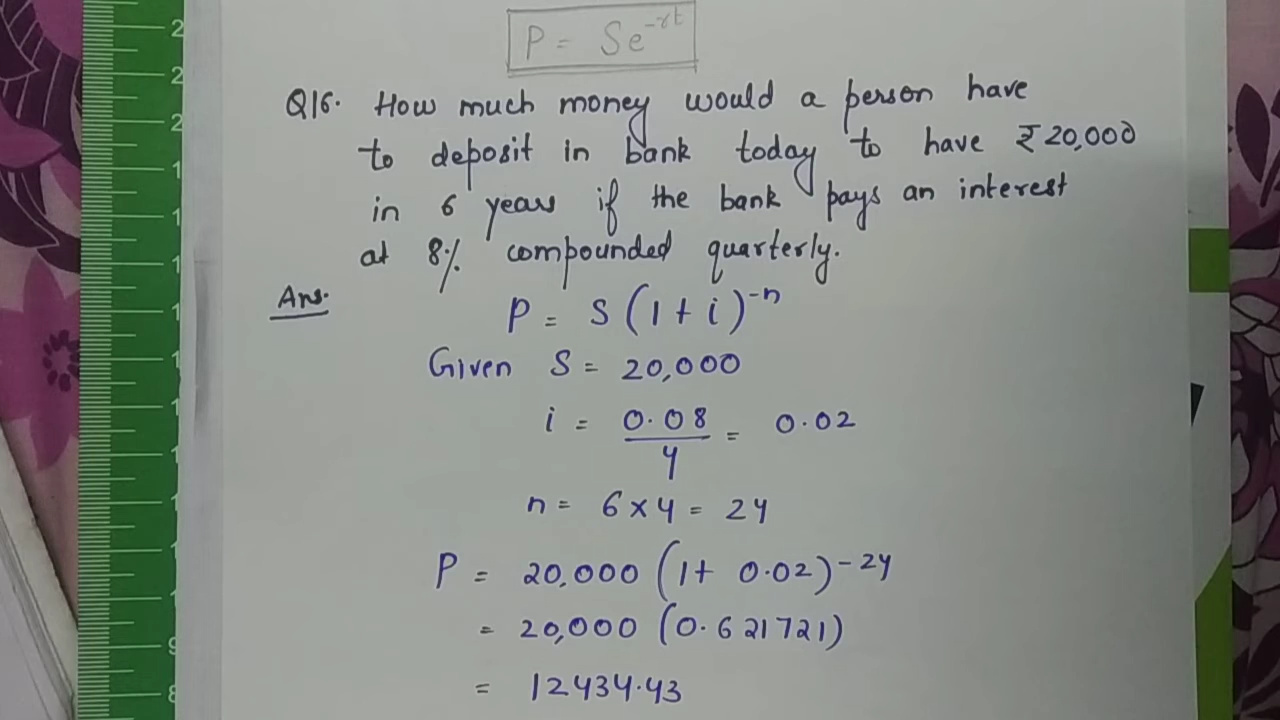 P = Se^-rt
Q16. How much money would a person have
to deposit in bank today to have ₹20,000
in 6 years if the bank pays an interest
at 8% compounded quarterly.
Ans.
P = S(1+i)^-n
Given S = 20,000
i = 0.08/4 = 0.02
n = 6×4 = 24
P = 20,000 (1+ 0.02)^-24
= 20,000 (0.621721)
= 12434.43